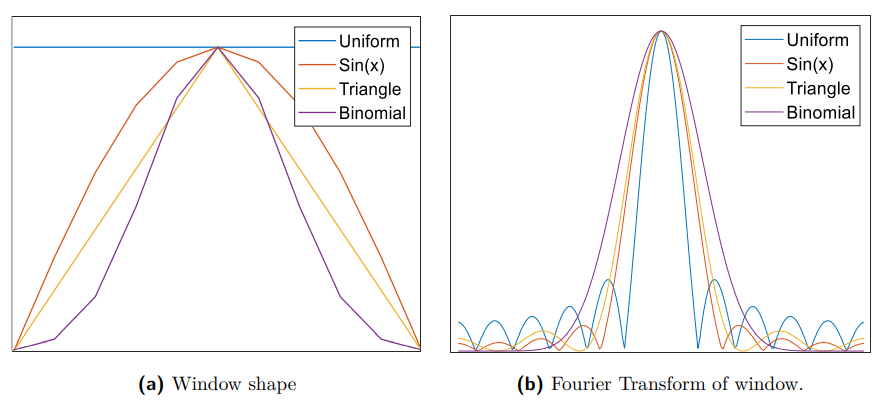 Uniform
Sin(x)
Triangle
Binomial
Uniform
Sin(x)
Triangle
Binomial
(a) Window shape
(b) Fourier Transform of window.